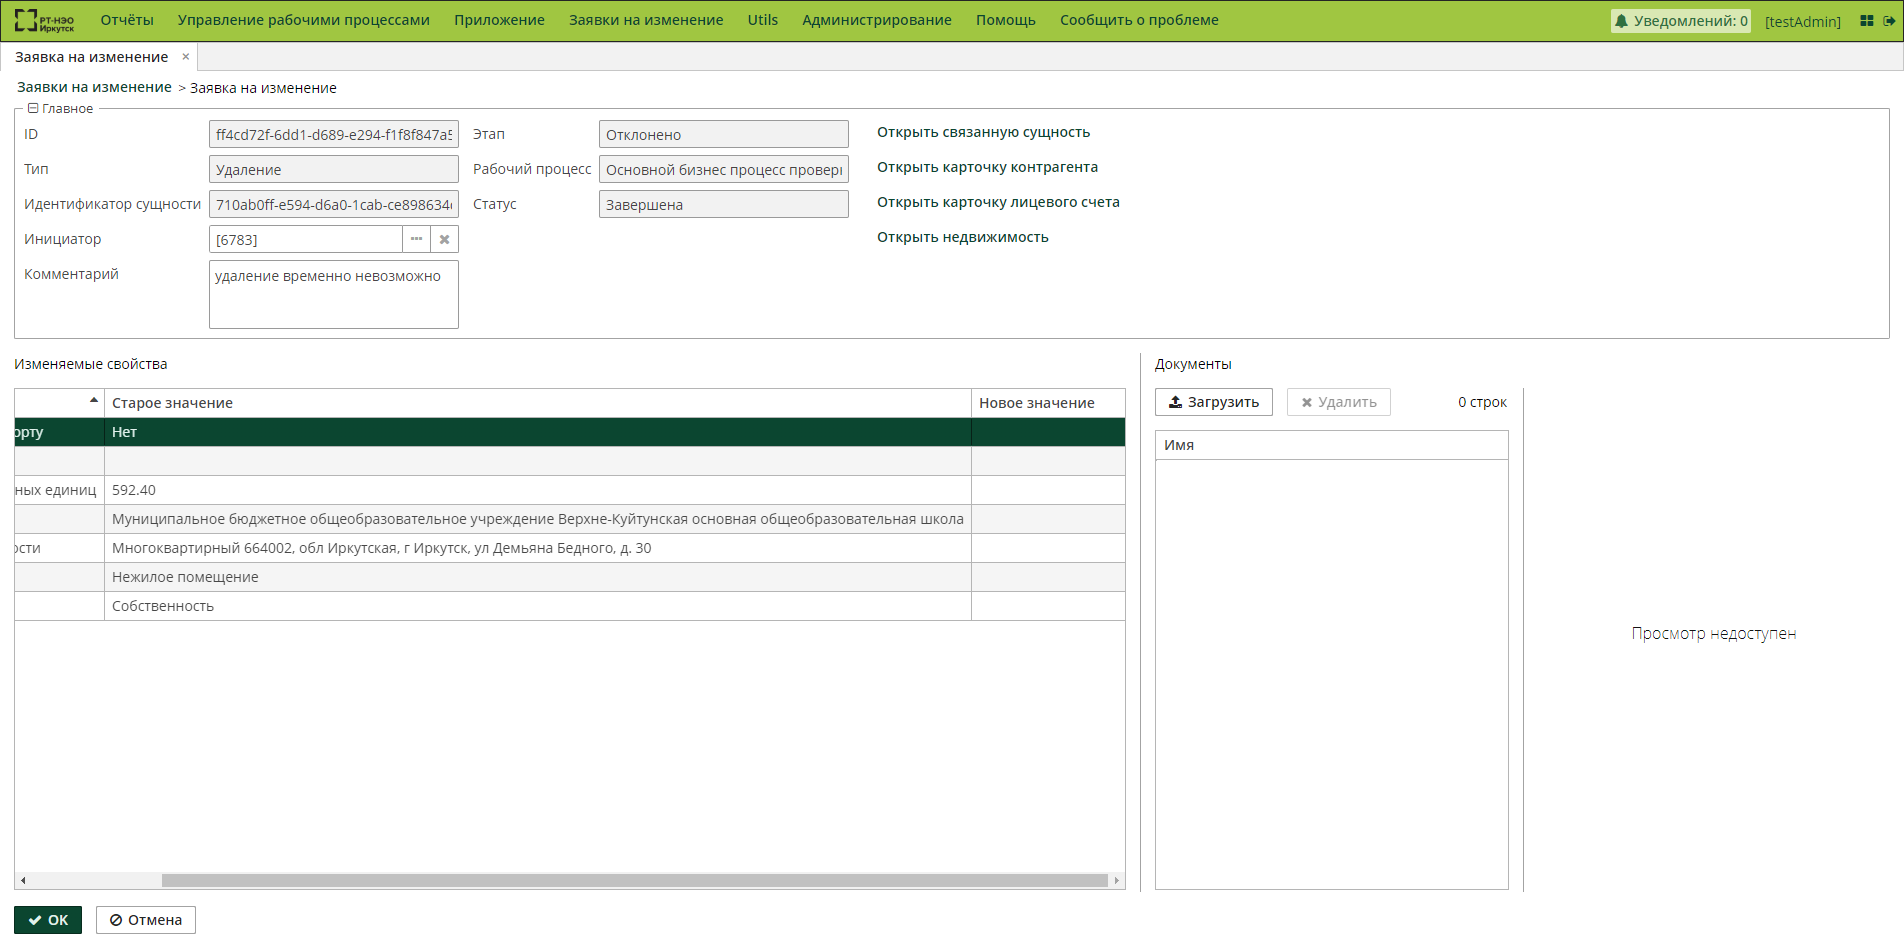 РТ-НЭО Иркутск Отчёты Управление рабочими процессами Приложение Заявки на изменение Utils Администрирование Помощь Сообщить о проблеме Уведомлений: 0 [testAdmin]
Заявка на изменение ×
Заявки на изменение > Заявка на изменение
Главное
ID ff4cd72f-6dd1-d689-e294-f1f8f847a5 Этап Отклонено Открыть связанную сущность
Тип Удаление Рабочий процесс Основной бизнес процесс провер Открыть карточку контрагента
Идентификатор сущности 710ab0ff-e594-d6a0-1cab-ce898634 Статус Завершена Открыть карточку лицевого счета
Инициатор [6783] Открыть недвижимость
Комментарий удаление временно невозможно
Изменяемые свойства Документы
Старое значение Новое значение Загрузить Удалить 0 строк
орту Нет
Имя
ных единиц 592.40
Муниципальное бюджетное общеобразовательное учреждение Верхне-Куйтунская основная общеобразовательная школа
ости Многоквартирный 664002, обл Иркутская, г Иркутск, ул Демьяна Бедного, д. 30
Нежилое помещение
Собственность
Просмотр недоступен
OK Отмена